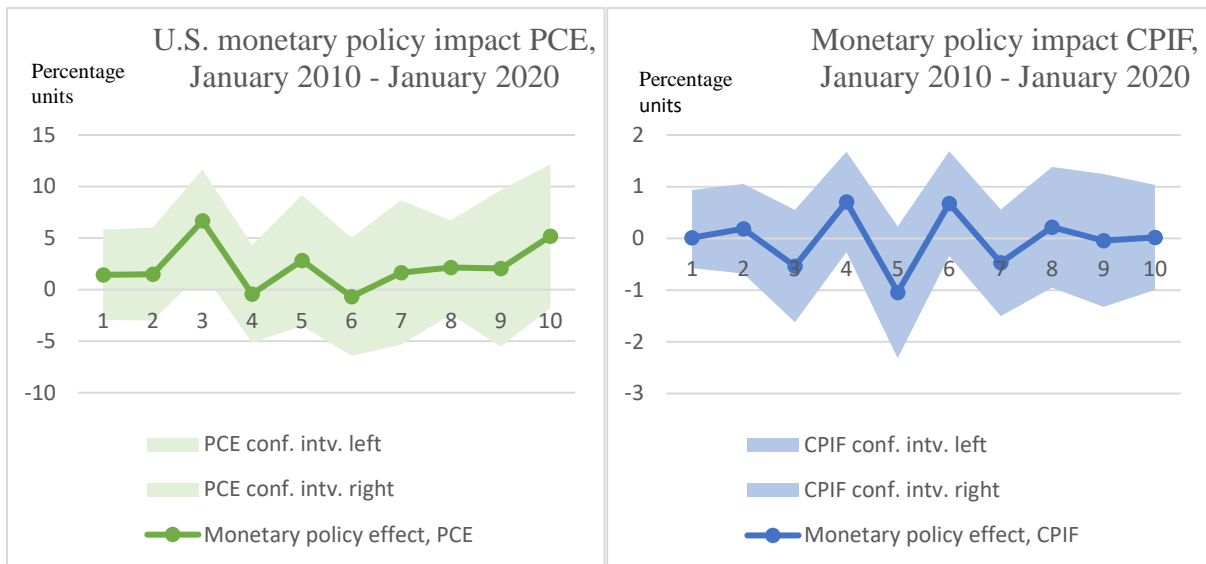 U.S. monetary policy impact PCE,
January 2010 - January 2020
Percentage
units
15
10
5
0
-5
-10
1 2 3 4 5 6 7 8 9 10
PCE conf. intv. left
PCE conf. intv. right
Monetary policy effect, PCE
Monetary policy impact CPIF,
January 2010 - January 2020
Percentage
units
2
1
0
-1
-2
-3
1 2 3 4 5 6 7 8 9 10
CPIF conf. intv. left
CPIF conf. intv. right
Monetary policy effect, CPIF